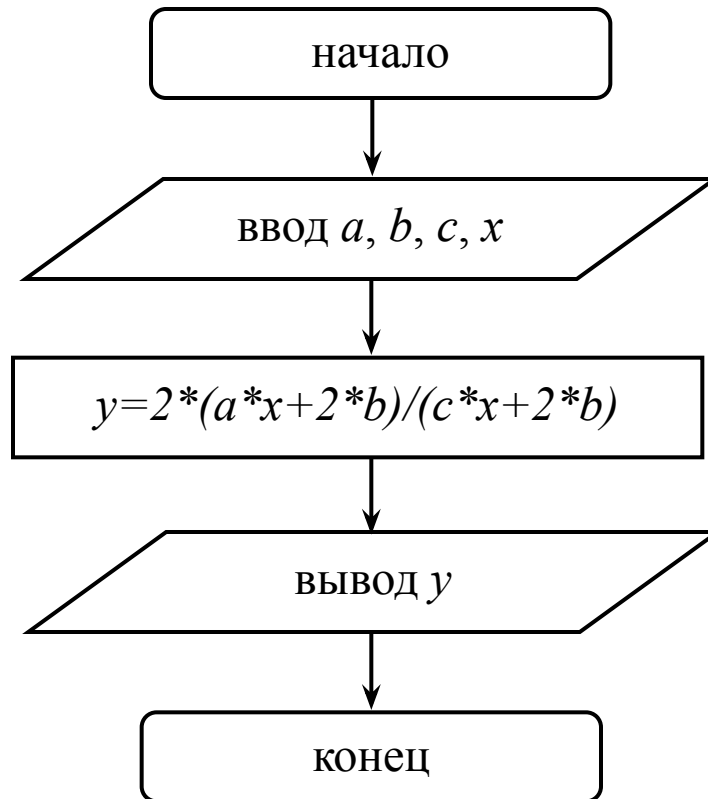 начало
ввод a, b, c, x
y=2*(a*x+2*b)/(c*x+2*b)
вывод y
конец